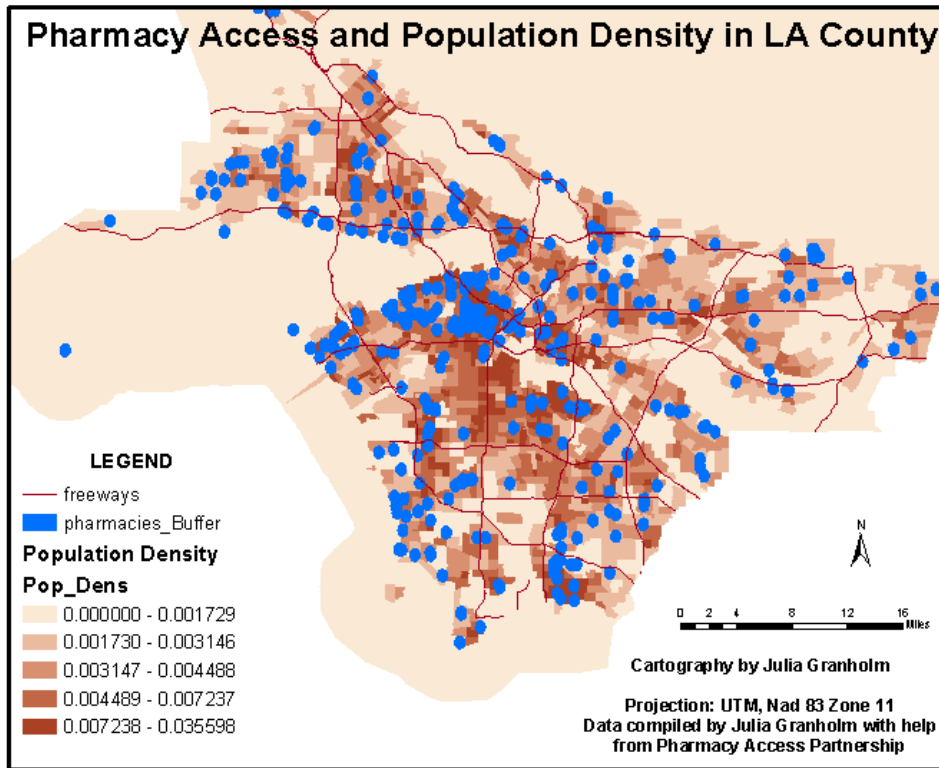 Pharmacy Access and Population Density in LA County
LEGEND
freeways
pharmacies_Buffer
Population Density
Pop_Dens
0.000000 - 0.001729
0.001730 - 0.003146
0.003147 - 0.004488
0.004489 - 0.007237
0.007238 - 0.035598
N
0 2 4 8 12 16
Miles
Cartography by Julia Granholm
Projection: UTM, Nad 83 Zone 11
Data compiled by Julia Granholm with help
from Pharmacy Access Partnership